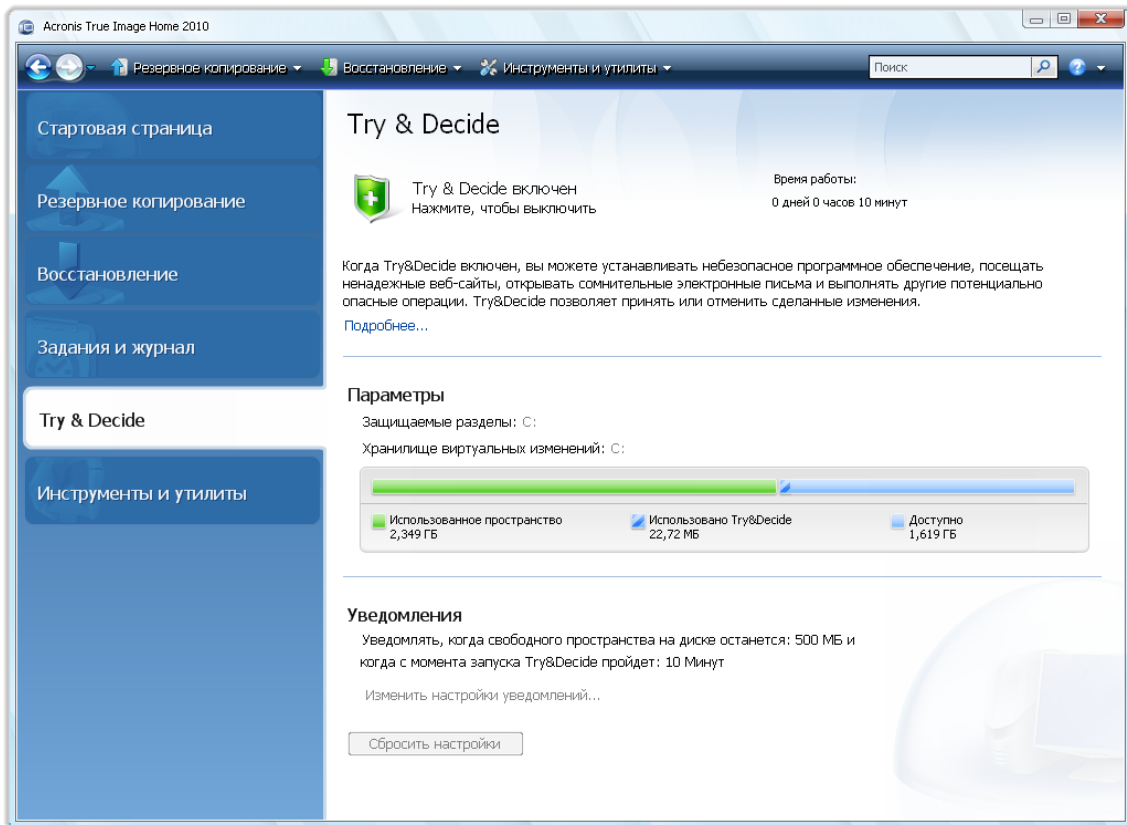 Acronis True Image Home 2010
Резервное копирование
Восстановление
Инструменты и утилиты
Поиск
Стартовая страница
Резервное копирование
Восстановление
Задания и журнал
Try & Decide
Инструменты и утилиты
Try & Decide
Try & Decide включен
Нажмите, чтобы выключить
Время работы:
0 дней 0 часов 10 минут
Когда Try&Decide включен, вы можете устанавливать небезопасное программное обеспечение, посещать
ненадежные веб-сайты, открывать сомнительные электронные письма и выполнять другие потенциально
опасные операции. Try&Decide позволяет принять или отменить сделанные изменения.
Подробнее...
Параметры
Защищаемые разделы: C:
Хранилище виртуальных изменений: C:
Использованное пространство
2,349 ГБ
Использовано Try&Decide
22,72 МБ
Доступно
1,619 ГБ
Уведомления
Уведомлять, когда свободного пространства на диске останется: 500 МБ и
когда с момента запуска Try&Decide пройдет: 10 Минут
Изменить настройки уведомлений...
Сбросить настройки